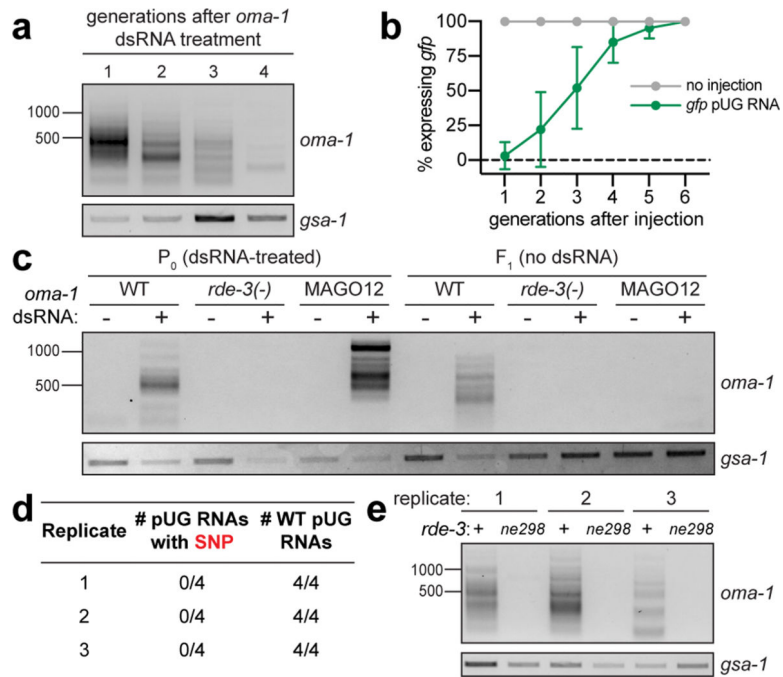 a
generations after oma-1
dsRNA treatment
1 2 3 4
1000
500
oma-1
gsa-1
b
% expressing gfp
100
75
50
25
0
1 2 3 4 5 6
generations after injection
no injection
gfp pUG RNA
c
P0 (dsRNA-treated) F1 (no dsRNA)
oma-1 WT rde-3(-) MAGO12 WT rde-3(-) MAGO12
dsRNA: - + - + - + - + - + - +
1000
500
oma-1
gsa-1
d
Replicate # pUG RNAs with SNP # WT pUG RNAs
1 0/4 4/4
2 0/4 4/4
3 0/4 4/4
e
replicate: 1 2 3
rde-3: + ne298 + ne298 + ne298
1000
500
oma-1
gsa-1